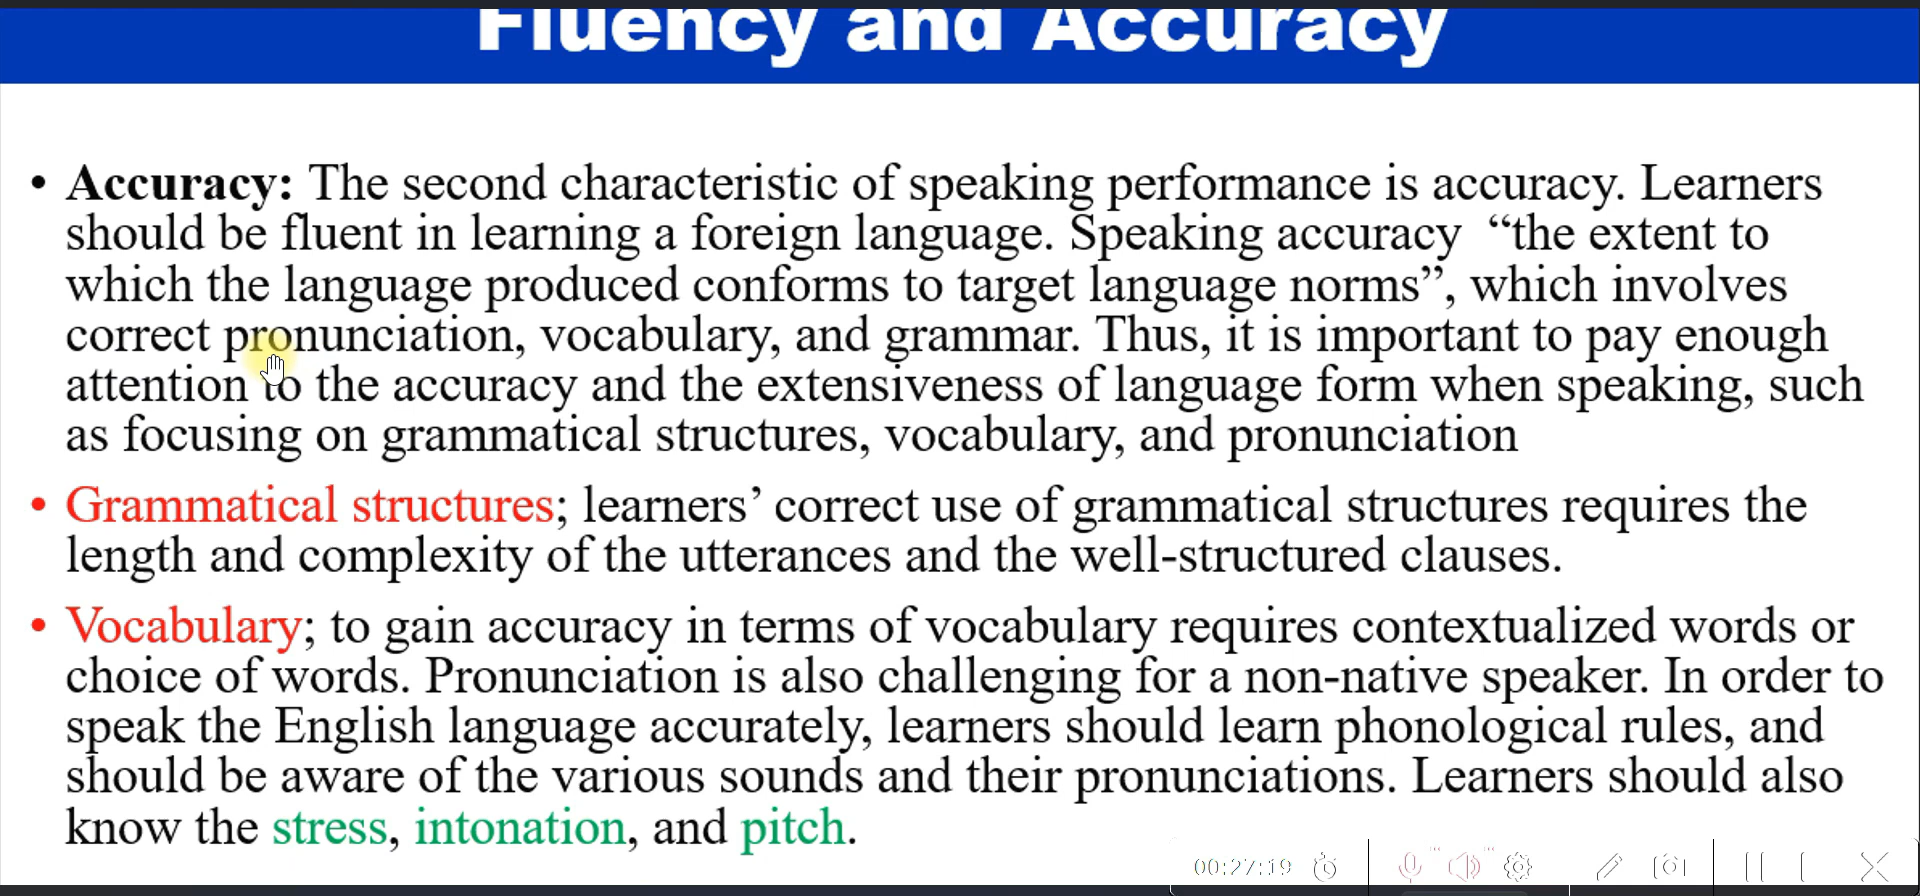 Fluency and Accuracy
• Accuracy: The second characteristic of speaking performance is accuracy. Learners
should be fluent in learning a foreign language. Speaking accuracy “the extent to
which the language produced conforms to target language norms”, which involves
correct pronunciation, vocabulary, and grammar. Thus, it is important to pay enough
attention to the accuracy and the extensiveness of language form when speaking, such
as focusing on grammatical structures, vocabulary, and pronunciation
• Grammatical structures; learners’ correct use of grammatical structures requires the
length and complexity of the utterances and the well-structured clauses.
• Vocabulary; to gain accuracy in terms of vocabulary requires contextualized words or
choice of words. Pronunciation is also challenging for a non-native speaker. In order to
speak the English language accurately, learners should learn phonological rules, and
should be aware of the various sounds and their pronunciations. Learners should also
know the stress, intonation, and pitch.
00:27:19